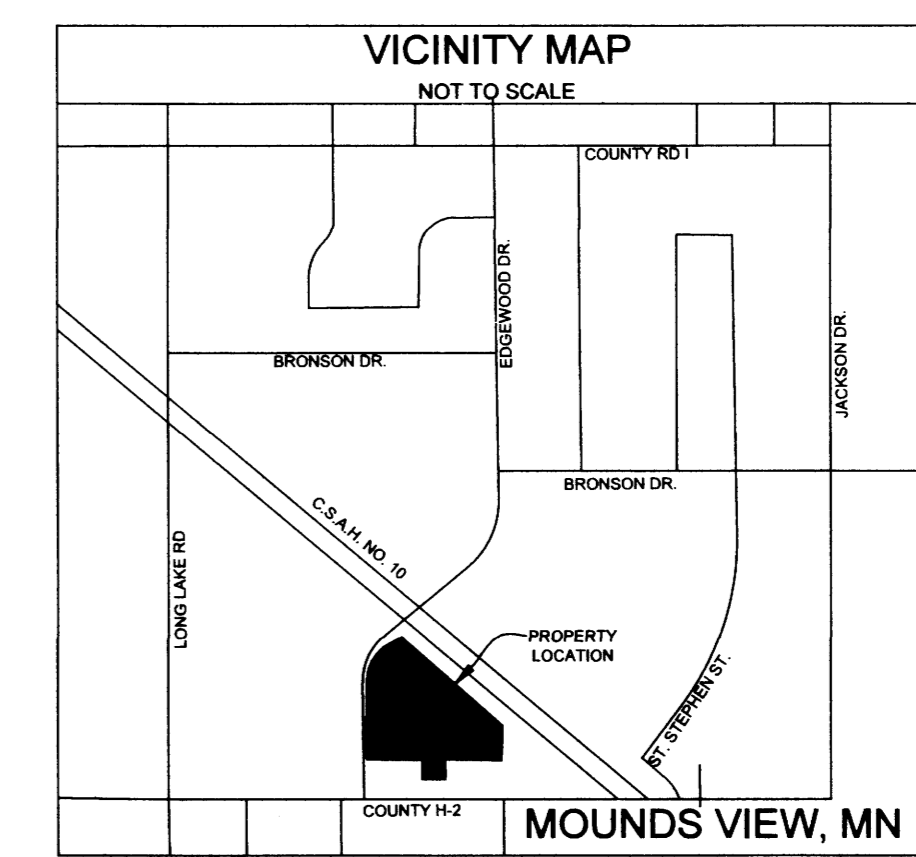 VICINITY MAP
NOT TO SCALE
COUNTY RD I
EDGEWOOD DR.
JACKSON DR.
BRONSON DR.
BRONSON DR.
C.S.A.H. NO. 10
LONG LAKE RD
PROPERTY
LOCATION
ST. STEPHEN ST.
COUNTY H-2
MOUNDS VIEW, MN